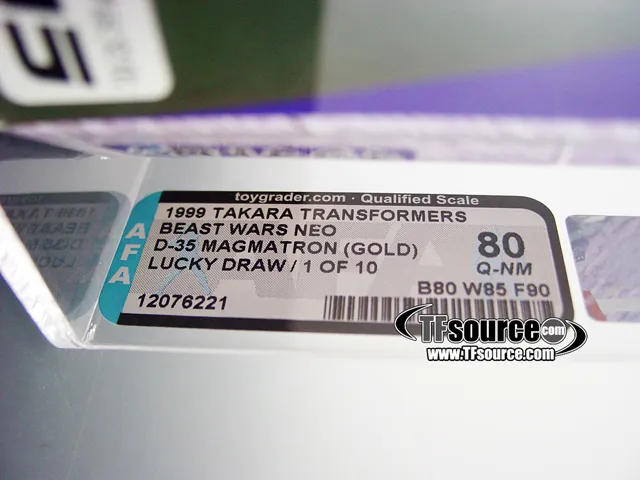 toygrader.com · Qualified Scale
AFA
1999 TAKARA TRANSFORMERS
BEAST WARS NEO
D-35 MAGMATRON (GOLD)
LUCKY DRAW / 1 OF 10
80
Q-NM
B80 W85 F90
12076221
TFsource.com
www.TFsource.com